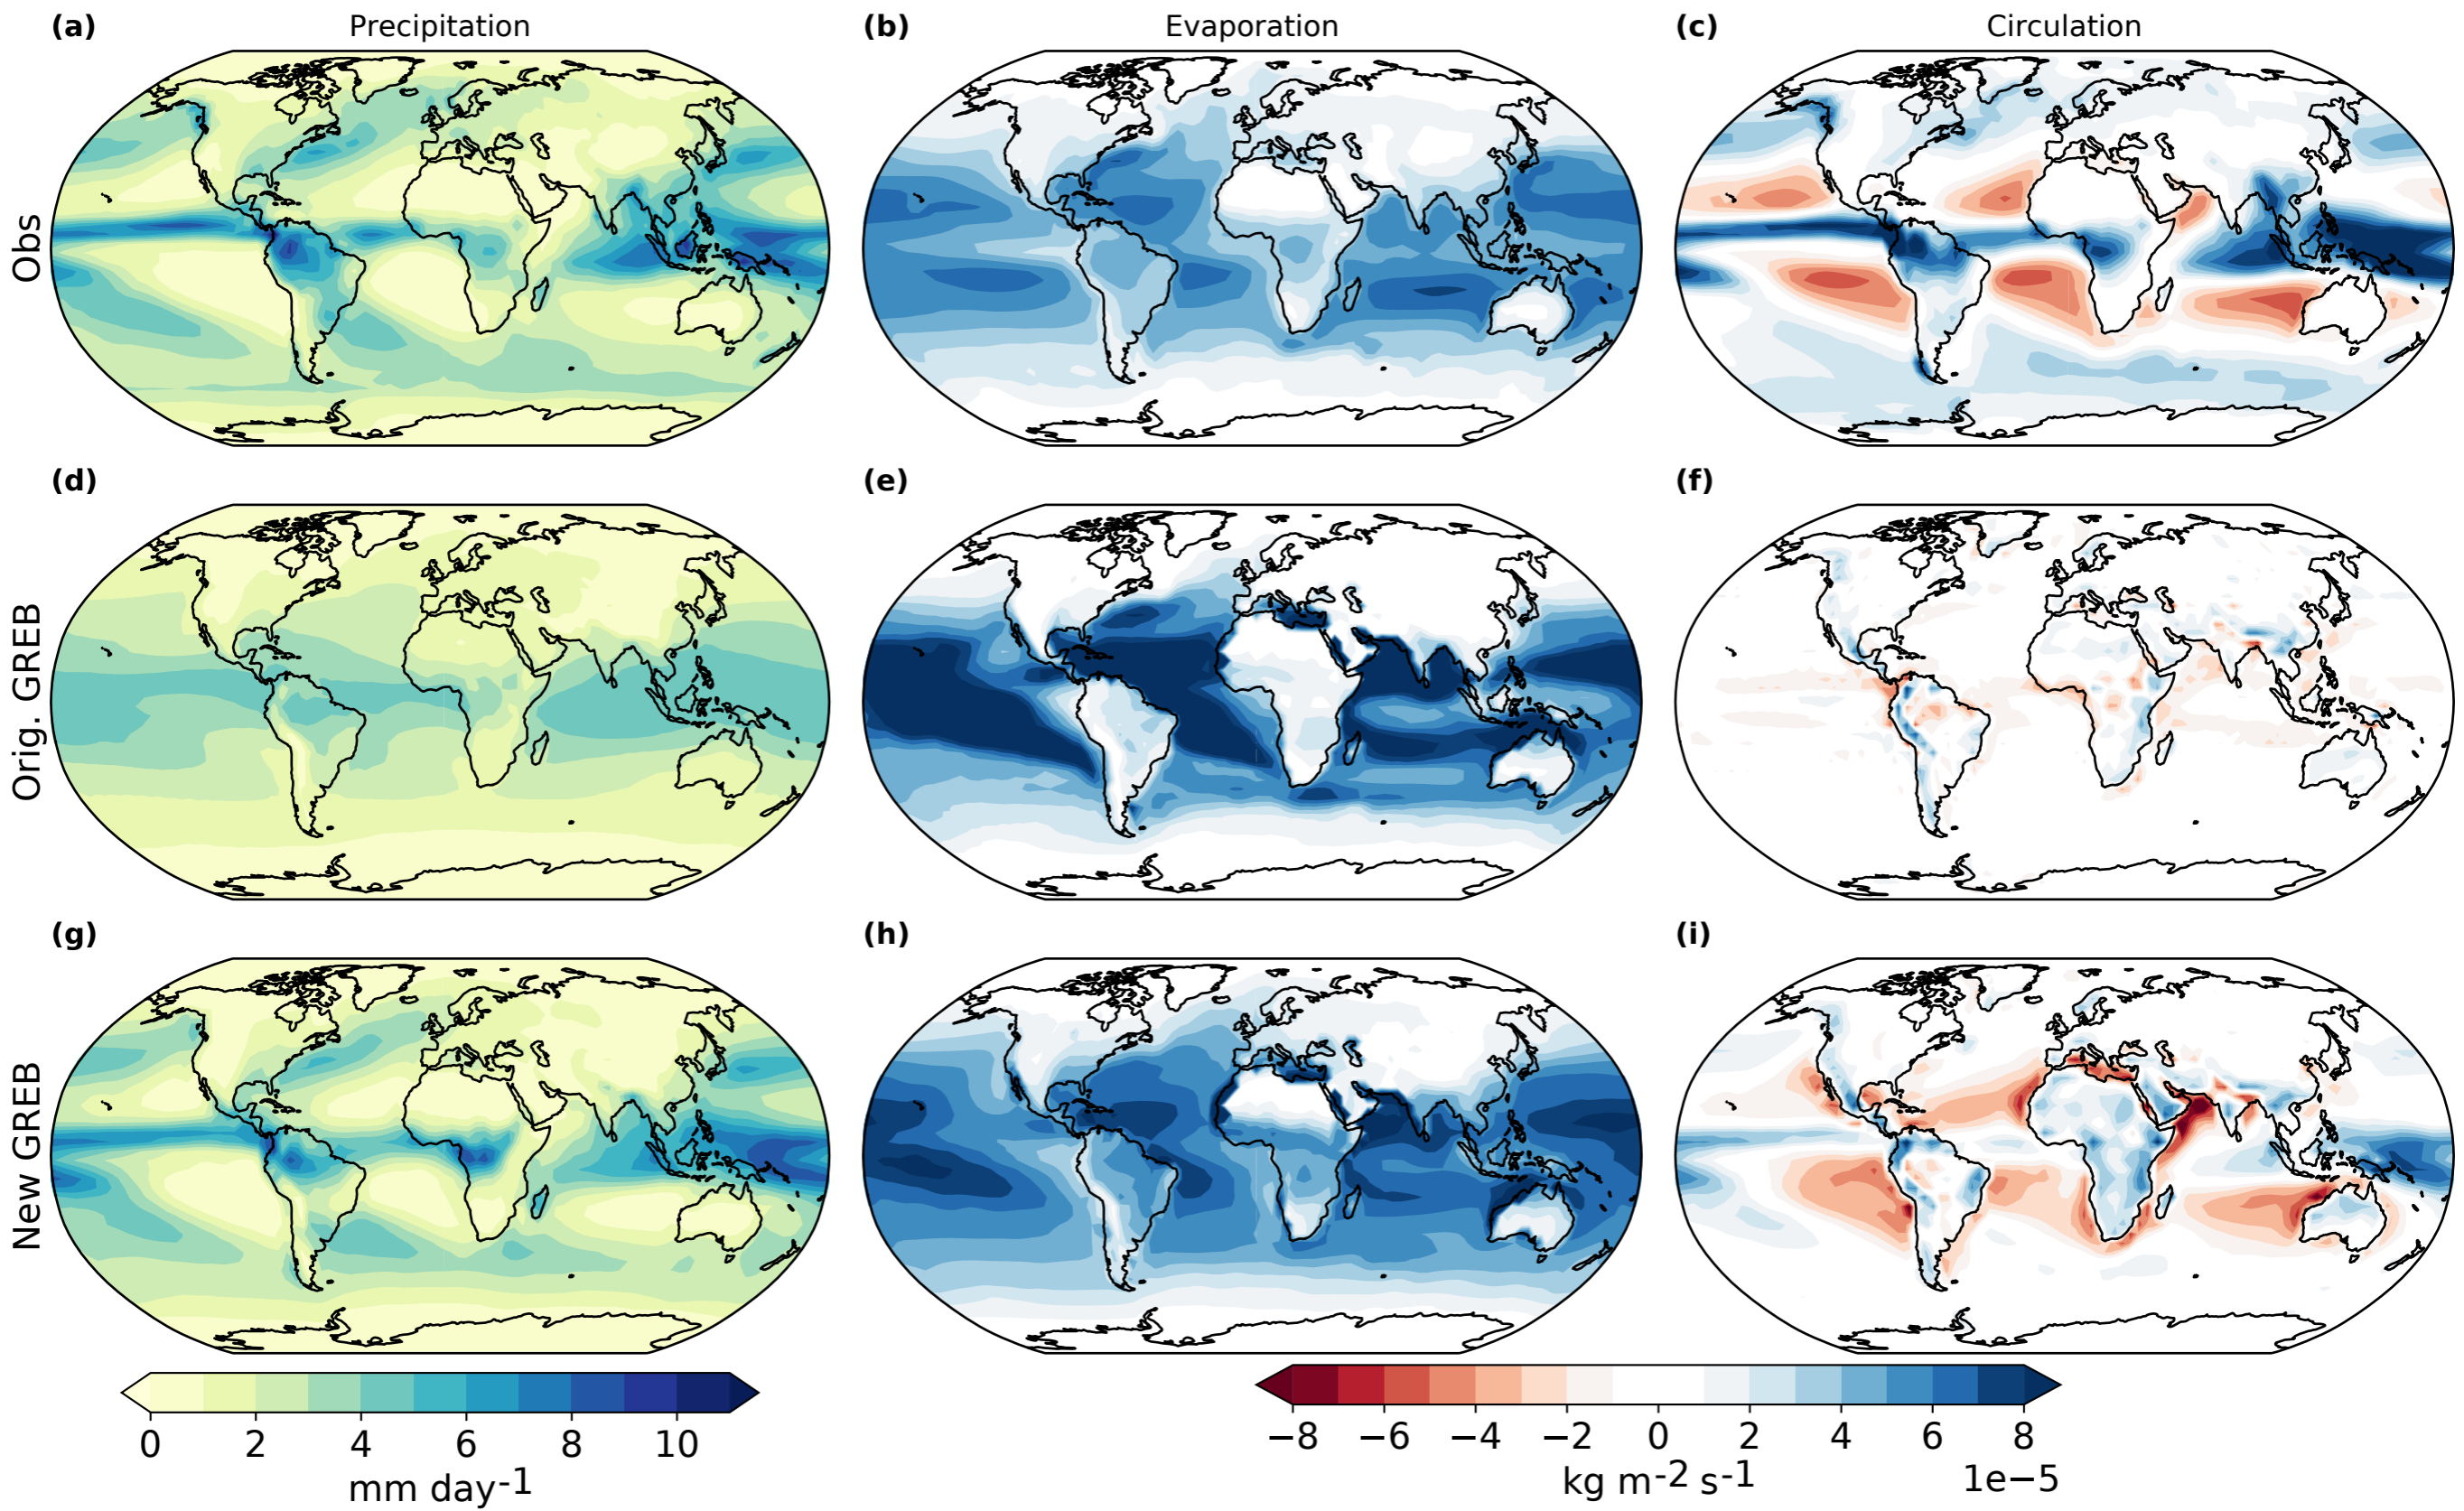 (a) Precipitation (b) Evaporation (c) Circulation
Obs
(d) (e) (f)
Orig. GREB
(g) (h) (i)
New GREB
0 2 4 6 8 10
mm day-1
−8 −6 −4 −2 0 2 4 6 8
kg m-2 s-1 1e−5